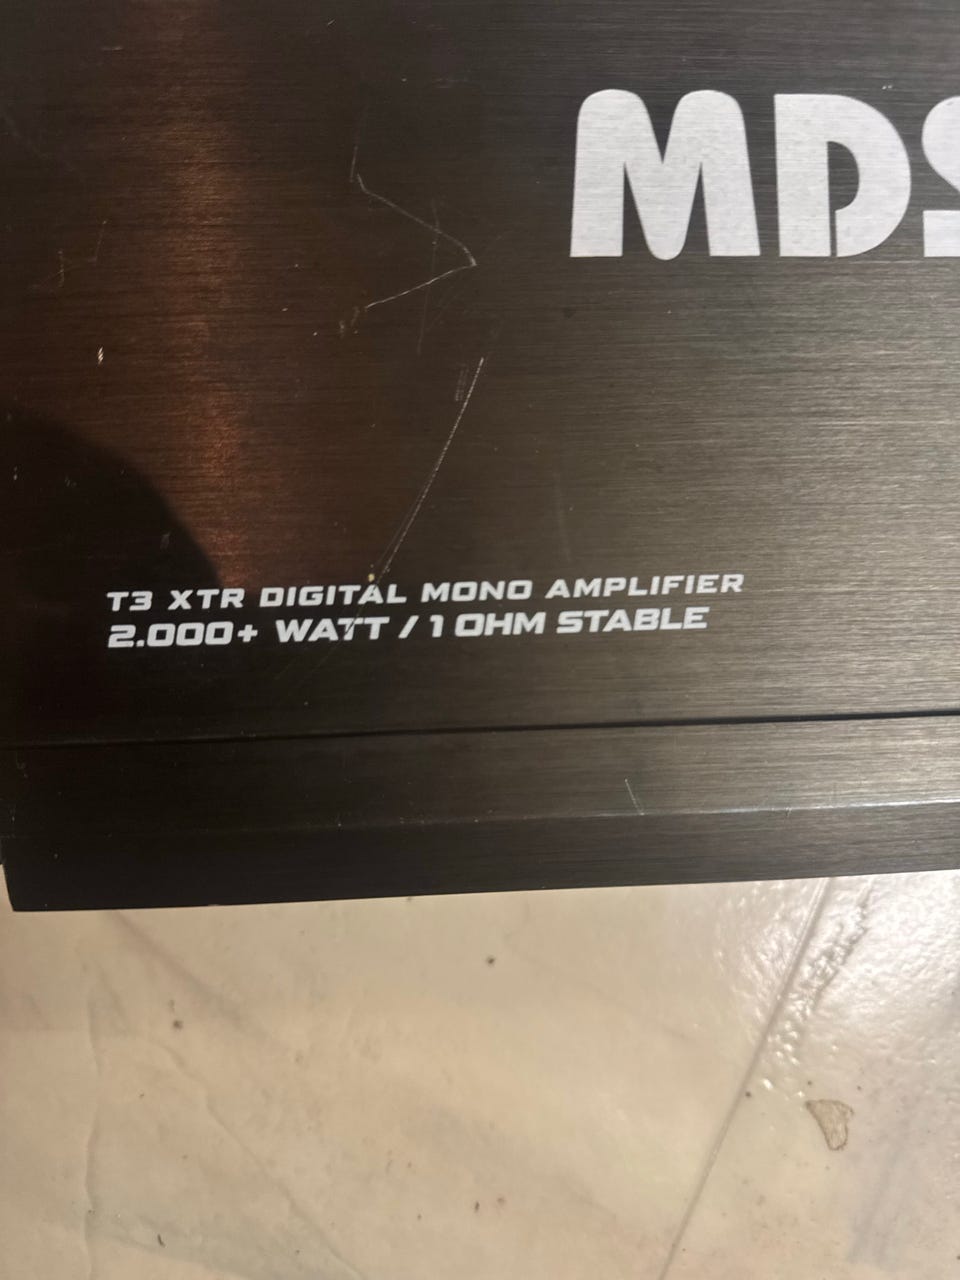 MDS
T3 XTR DIGITAL MONO AMPLIFIER
2.000+ WATT / 1 OHM STABLE